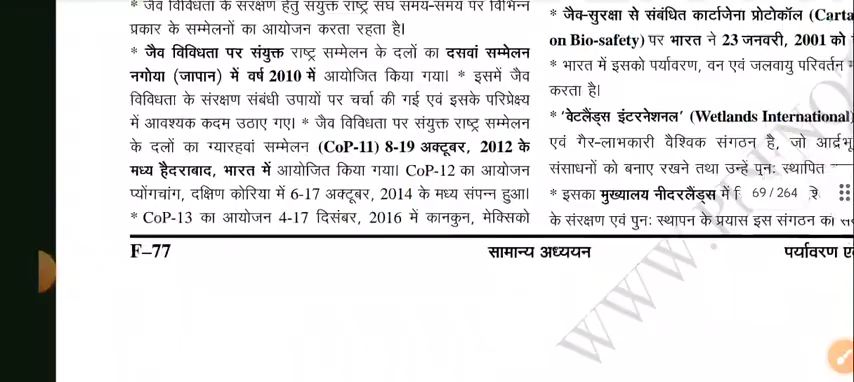 * जैव विविधता के संरक्षण हेतु संयुक्त राष्ट्र संघ समय-समय पर विभिन्न
प्रकार के सम्मेलनों का आयोजन करता रहता है।
* जैव विविधता पर संयुक्त राष्ट्र सम्मेलन के दलों का दसवां सम्मेलन
नगोया (जापान) में वर्ष 2010 में आयोजित किया गया। * इसमें जैव
विविधता के संरक्षण संबंधी उपायों पर चर्चा की गई एवं इसके परिप्रेक्ष्य
में आवश्यक कदम उठाए गए। * जैव विविधता पर संयुक्त राष्ट्र सम्मेलन
के दलों का ग्यारहवां सम्मेलन (CoP-11) 8-19 अक्टूबर, 2012 के
मध्य हैदराबाद, भारत में आयोजित किया गया। CoP-12 का आयोजन
प्योंगचांग, दक्षिण कोरिया में 6-17 अक्टूबर, 2014 के मध्य संपन्न हुआ।
* CoP-13 का आयोजन 4-17 दिसंबर, 2016 में कानकुन, मेक्सिको
* जैव-सुरक्षा से संबंधित कार्टाजेना प्रोटोकॉल (Carta
on Bio-safety) पर भारत ने 23 जनवरी, 2001 को
* भारत में इसको पर्यावरण, वन एवं जलवायु परिवर्तन
करता है।
* 'वेटलैंड्स इंटरनेशनल' (Wetlands International)
एवं गैर-लाभकारी वैश्विक संगठन है, जो आर्द्रभू
संसाधनों को बनाए रखने तथा उन्हें पुनः स्थापित
* इसका मुख्यालय नीदरलैंड्स में 69/264
के संरक्षण एवं पुनः स्थापन के प्रयास इस संगठन का
F–77 सामान्य अध्ययन पर्यावरण ए